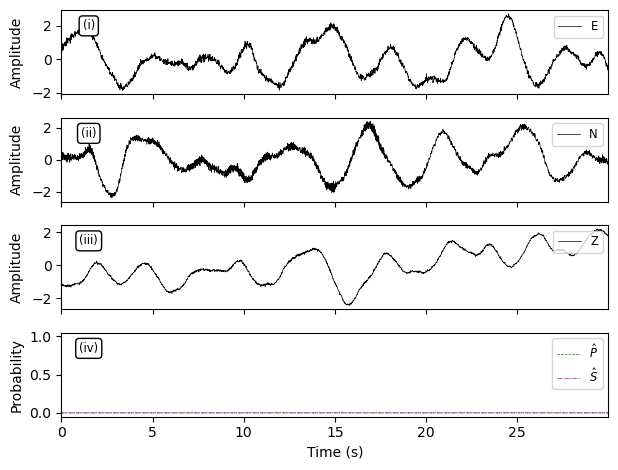 (i)
E
Amplitude
2
0
−2
(ii)
N
Amplitude
2
0
−2
(iii)
Z
Amplitude
2
0
−2
(iv)
P̂
Ŝ
Probability
1.0
0.5
0.0
0 5 10 15 20 25
Time (s)